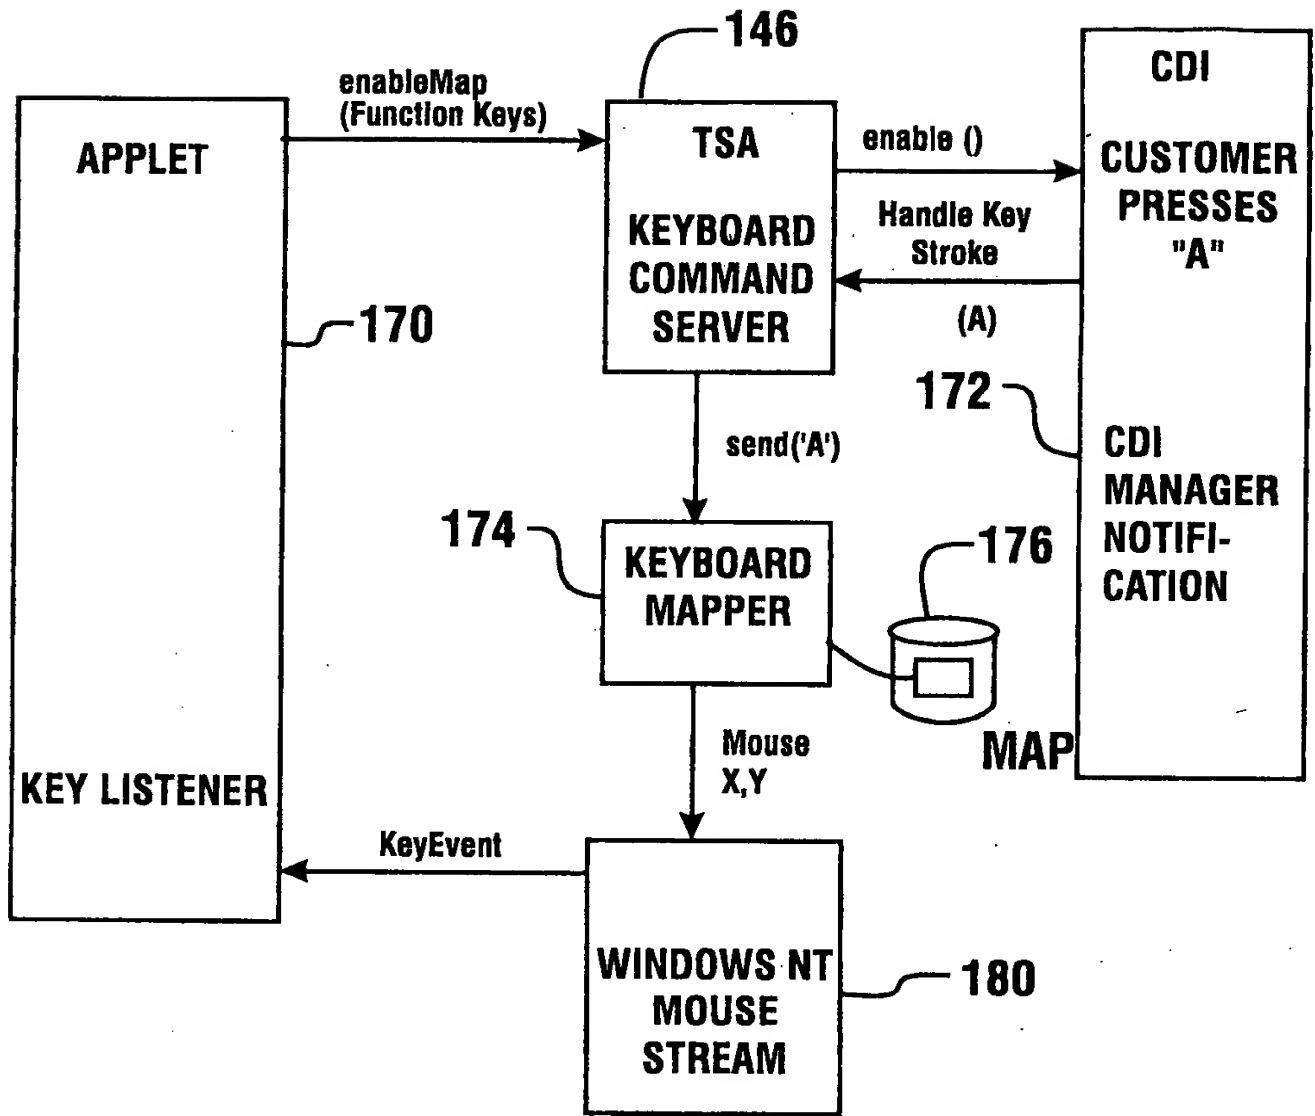 146
CDI
enableMap
(Function Keys)
APPLET
TSA
enable ()
CUSTOMER
PRESSES
"A"
KEYBOARD
COMMAND
SERVER
Handle Key
Stroke
(A)
170
172
send('A')
CDI
MANAGER
NOTIFI-
CATION
174
KEYBOARD
MAPPER
176
MAP
Mouse
X,Y
KEY LISTENER
KeyEvent
WINDOWS NT
MOUSE
STREAM
180